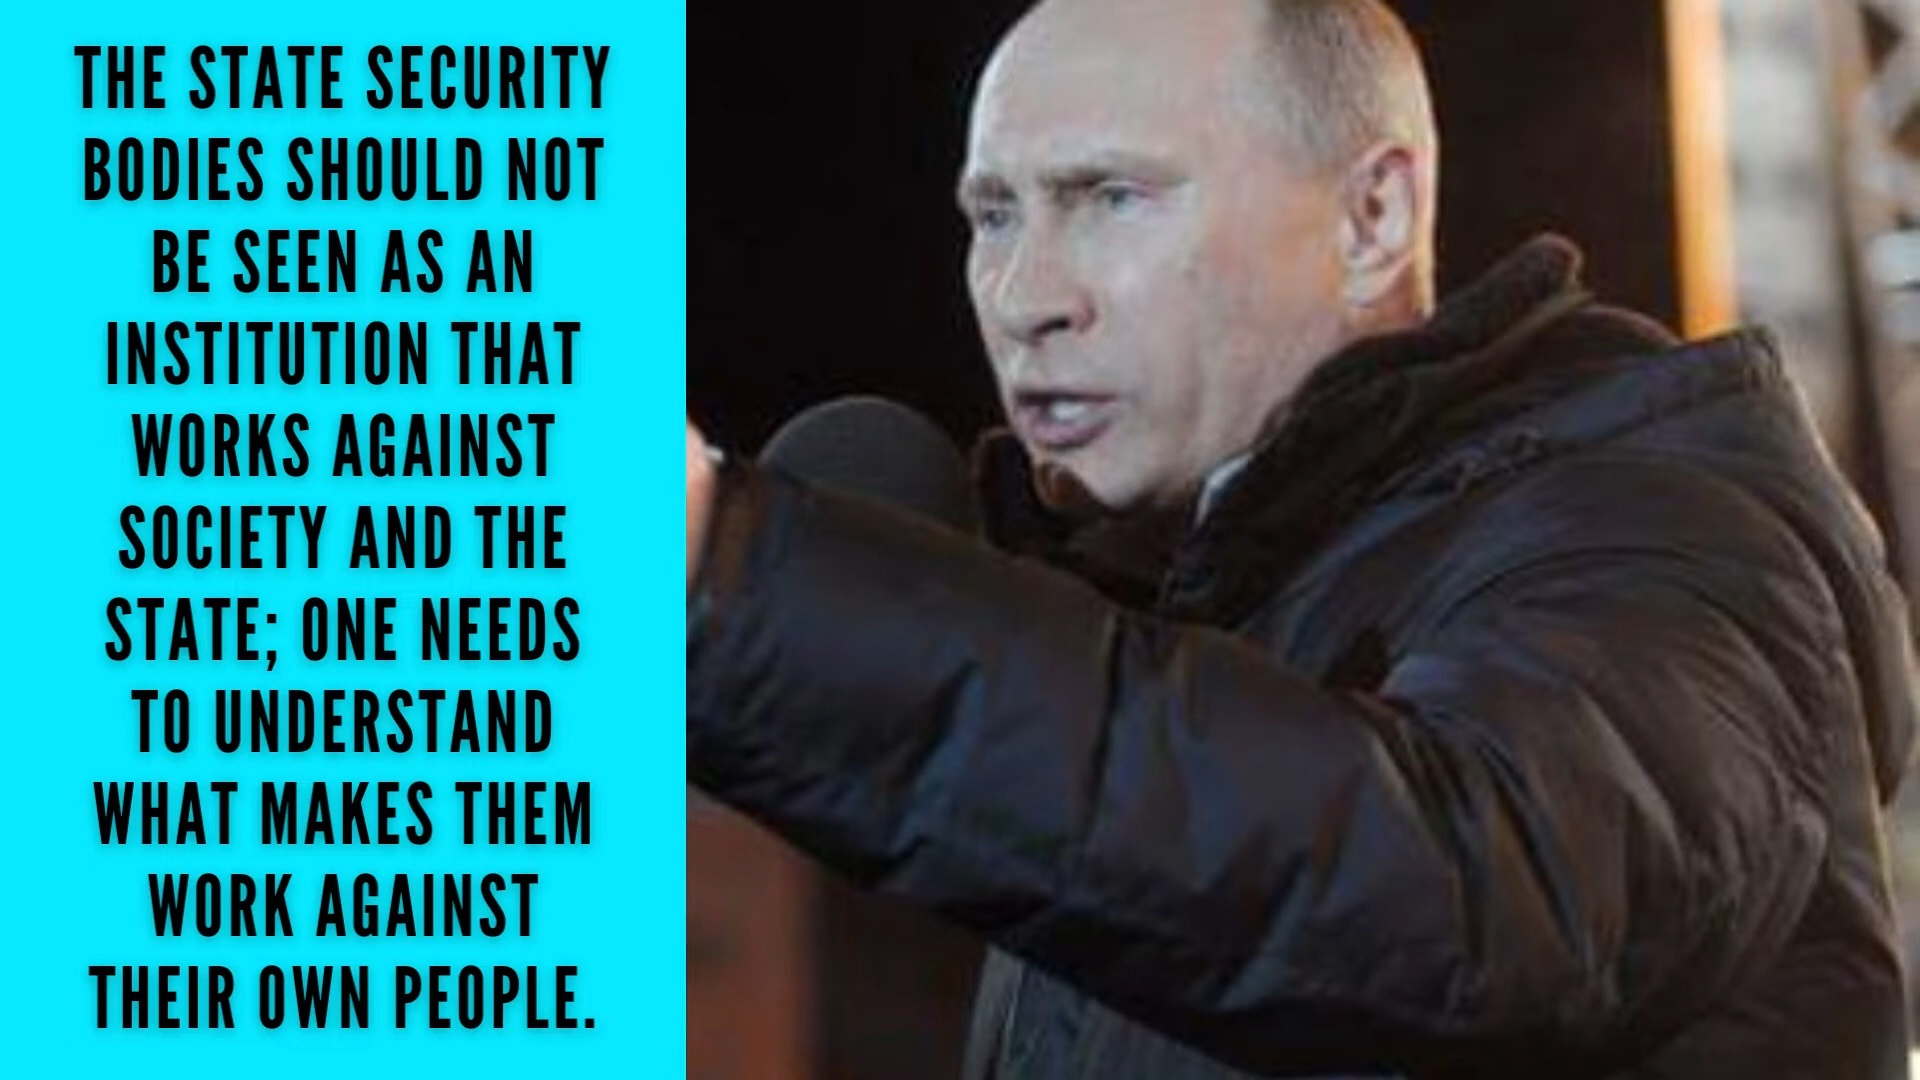 THE STATE SECURITY
BODIES SHOULD NOT
BE SEEN AS AN
INSTITUTION THAT
WORKS AGAINST
SOCIETY AND THE
STATE; ONE NEEDS
TO UNDERSTAND
WHAT MAKES THEM
WORK AGAINST
THEIR OWN PEOPLE.